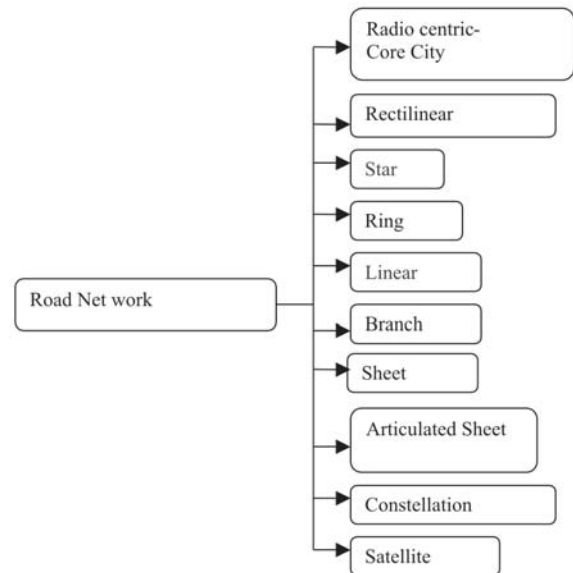 Radio centric-
Core City
Rectilinear
Star
Ring
Linear
Road Net work
Branch
Sheet
Articulated Sheet
Constellation
Satellite